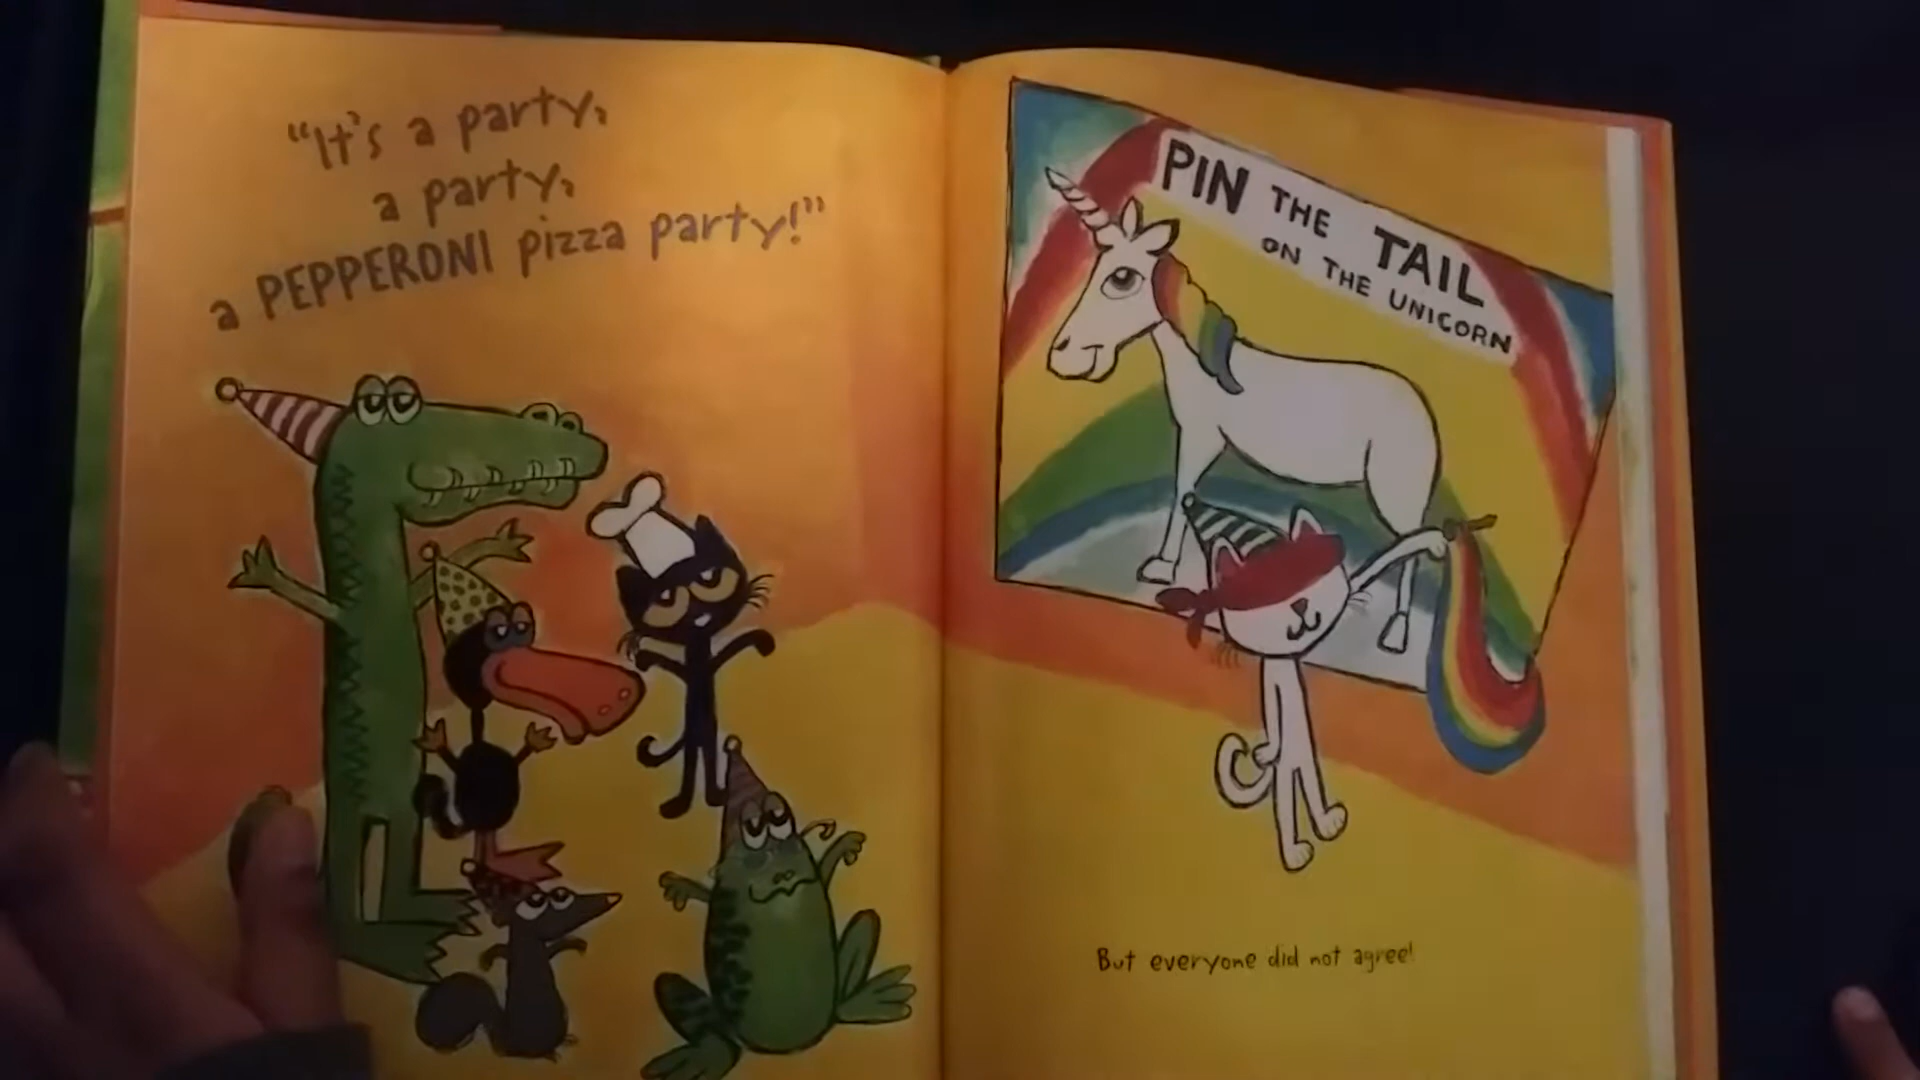 "It's a party,
a party,
a PEPPERONI pizza party!"
PIN THE TAIL
ON THE UNICORN
But everyone did not agree!